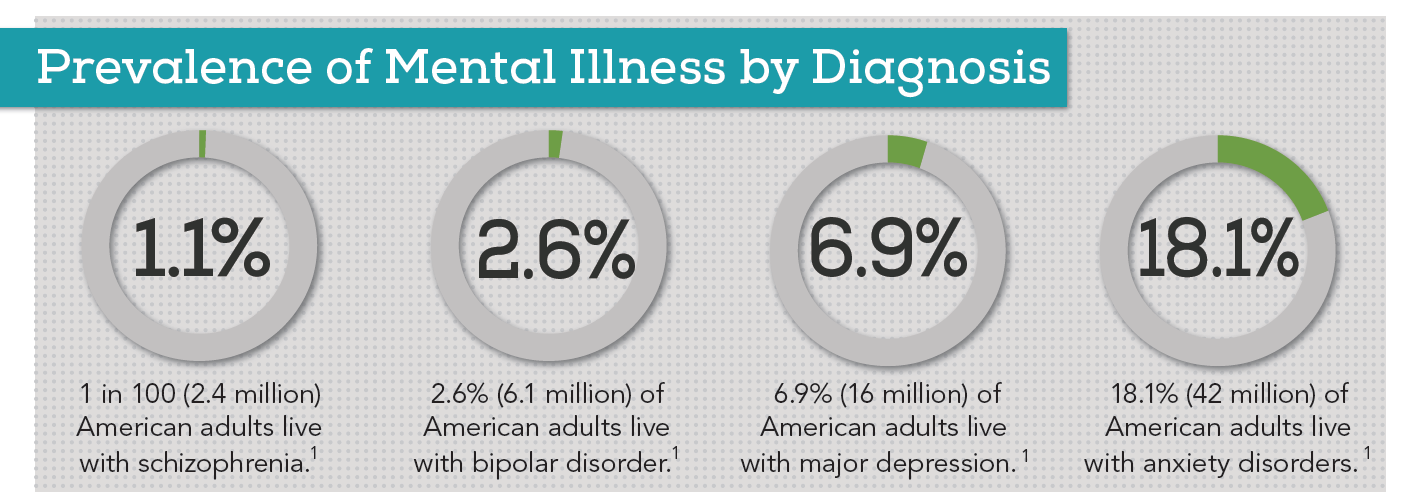 Prevalence of Mental Illness by Diagnosis
1.1%
1 in 100 (2.4 million)
American adults live
with schizophrenia.1
2.6%
2.6% (6.1 million) of
American adults live
with bipolar disorder.1
6.9%
6.9% (16 million) of
American adults live
with major depression. 1
18.1%
18.1% (42 million) of
American adults live
with anxiety disorders. 1